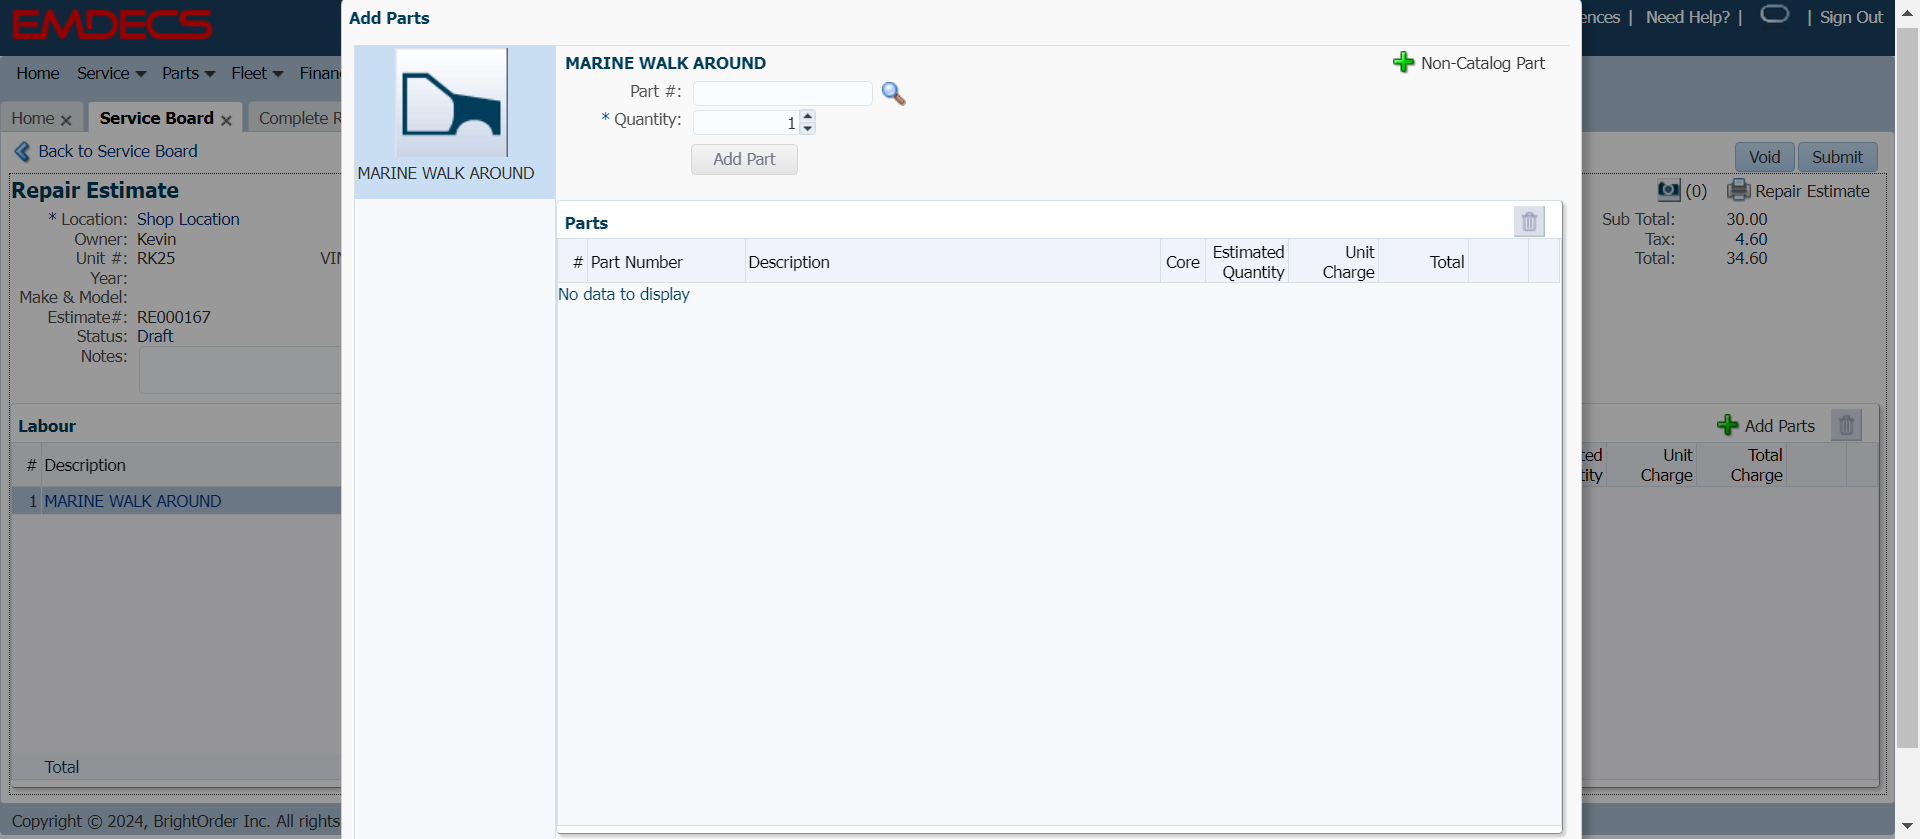 EMDECS
Add Parts
ences | Need Help? | | Sign Out
Home Service Parts Fleet Finan
Home Service Board Complete R
Back to Service Board
Void Submit
Repair Estimate
(0) Repair Estimate
* Location: Shop Location
Owner: Kevin
Unit #: RK25 VIN
Year:
Make & Model:
Estimate#: RE000167
Status: Draft
Notes:
Sub Total: 30.00
Tax: 4.60
Total: 34.60
Labour
# Description
1 MARINE WALK AROUND
Total
MARINE WALK AROUND
MARINE WALK AROUND
Non-Catalog Part
Part #:
* Quantity: 1
Add Part
Parts
# Part Number Description Core Estimated Quantity Unit Charge Total
No data to display
Add Parts
ted
tity
Unit Charge
Total Charge
Copyright © 2024, BrightOrder Inc. All rights